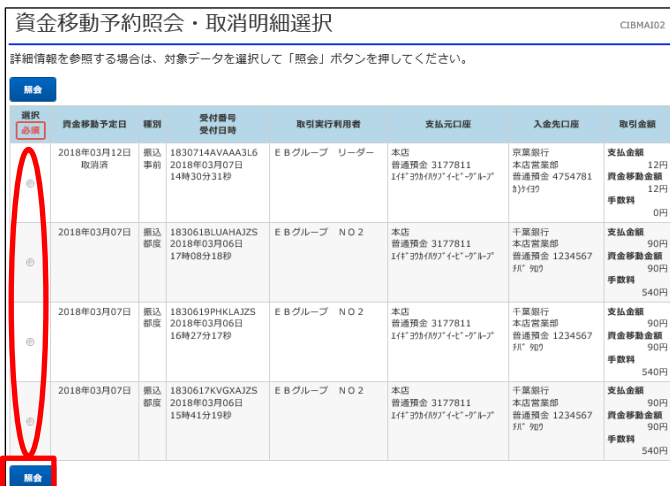 資金移動予約照会・取消明細選択
CIBMAI02
詳細情報を参照する場合は、対象データを選択して「照会」ボタンを押してください。
照会
選択
必須
資金移動予定日
種別
受付番号
受付日時
取引実行利用者
支払元口座
入金先口座
取引金額
2018年03月12日
取消済
振込
事前
1830714AVAAA3L6
2018年03月07日
14時30分31秒
ＥＢグループ リーダー
本店
普通預金 3177811
ｴｲｷﾞﾖｳｶｲﾊﾂﾌﾞｲｰﾋﾞｰｸﾞﾙｰﾌﾟ
京葉銀行
本店営業部
普通預金 4754781
ｶ)ｹｲﾖｳ
支払金額
12円
資金移動金額
12円
手数料
0円
2018年03月07日
振込
都度
183061BLUAHAJZS
2018年03月06日
17時08分18秒
ＥＢグループ ＮＯ２
本店
普通預金 3177811
ｴｲｷﾞﾖｳｶｲﾊﾂﾌﾞｲｰﾋﾞｰｸﾞﾙｰﾌﾟ
千葉銀行
本店営業部
普通預金 1234567
ﾁﾊﾞ ﾀﾛｳ
支払金額
90円
資金移動金額
90円
手数料
540円
2018年03月07日
振込
都度
1830619PHKLAJZS
2018年03月06日
16時27分17秒
ＥＢグループ ＮＯ２
本店
普通預金 3177811
ｴｲｷﾞﾖｳｶｲﾊﾂﾌﾞｲｰﾋﾞｰｸﾞﾙｰﾌﾟ
千葉銀行
本店営業部
普通預金 1234567
ﾁﾊﾞ ﾀﾛｳ
支払金額
90円
資金移動金額
90円
手数料
540円
2018年03月07日
振込
都度
1830617KVGXAJZS
2018年03月06日
15時41分19秒
ＥＢグループ ＮＯ２
本店
普通預金 3177811
ｴｲｷﾞﾖｳｶｲﾊﾂﾌﾞｲｰﾋﾞｰｸﾞﾙｰﾌﾟ
千葉銀行
本店営業部
普通預金 1234567
ﾁﾊﾞ ﾀﾛｳ
支払金額
90円
資金移動金額
90円
手数料
540円
照会